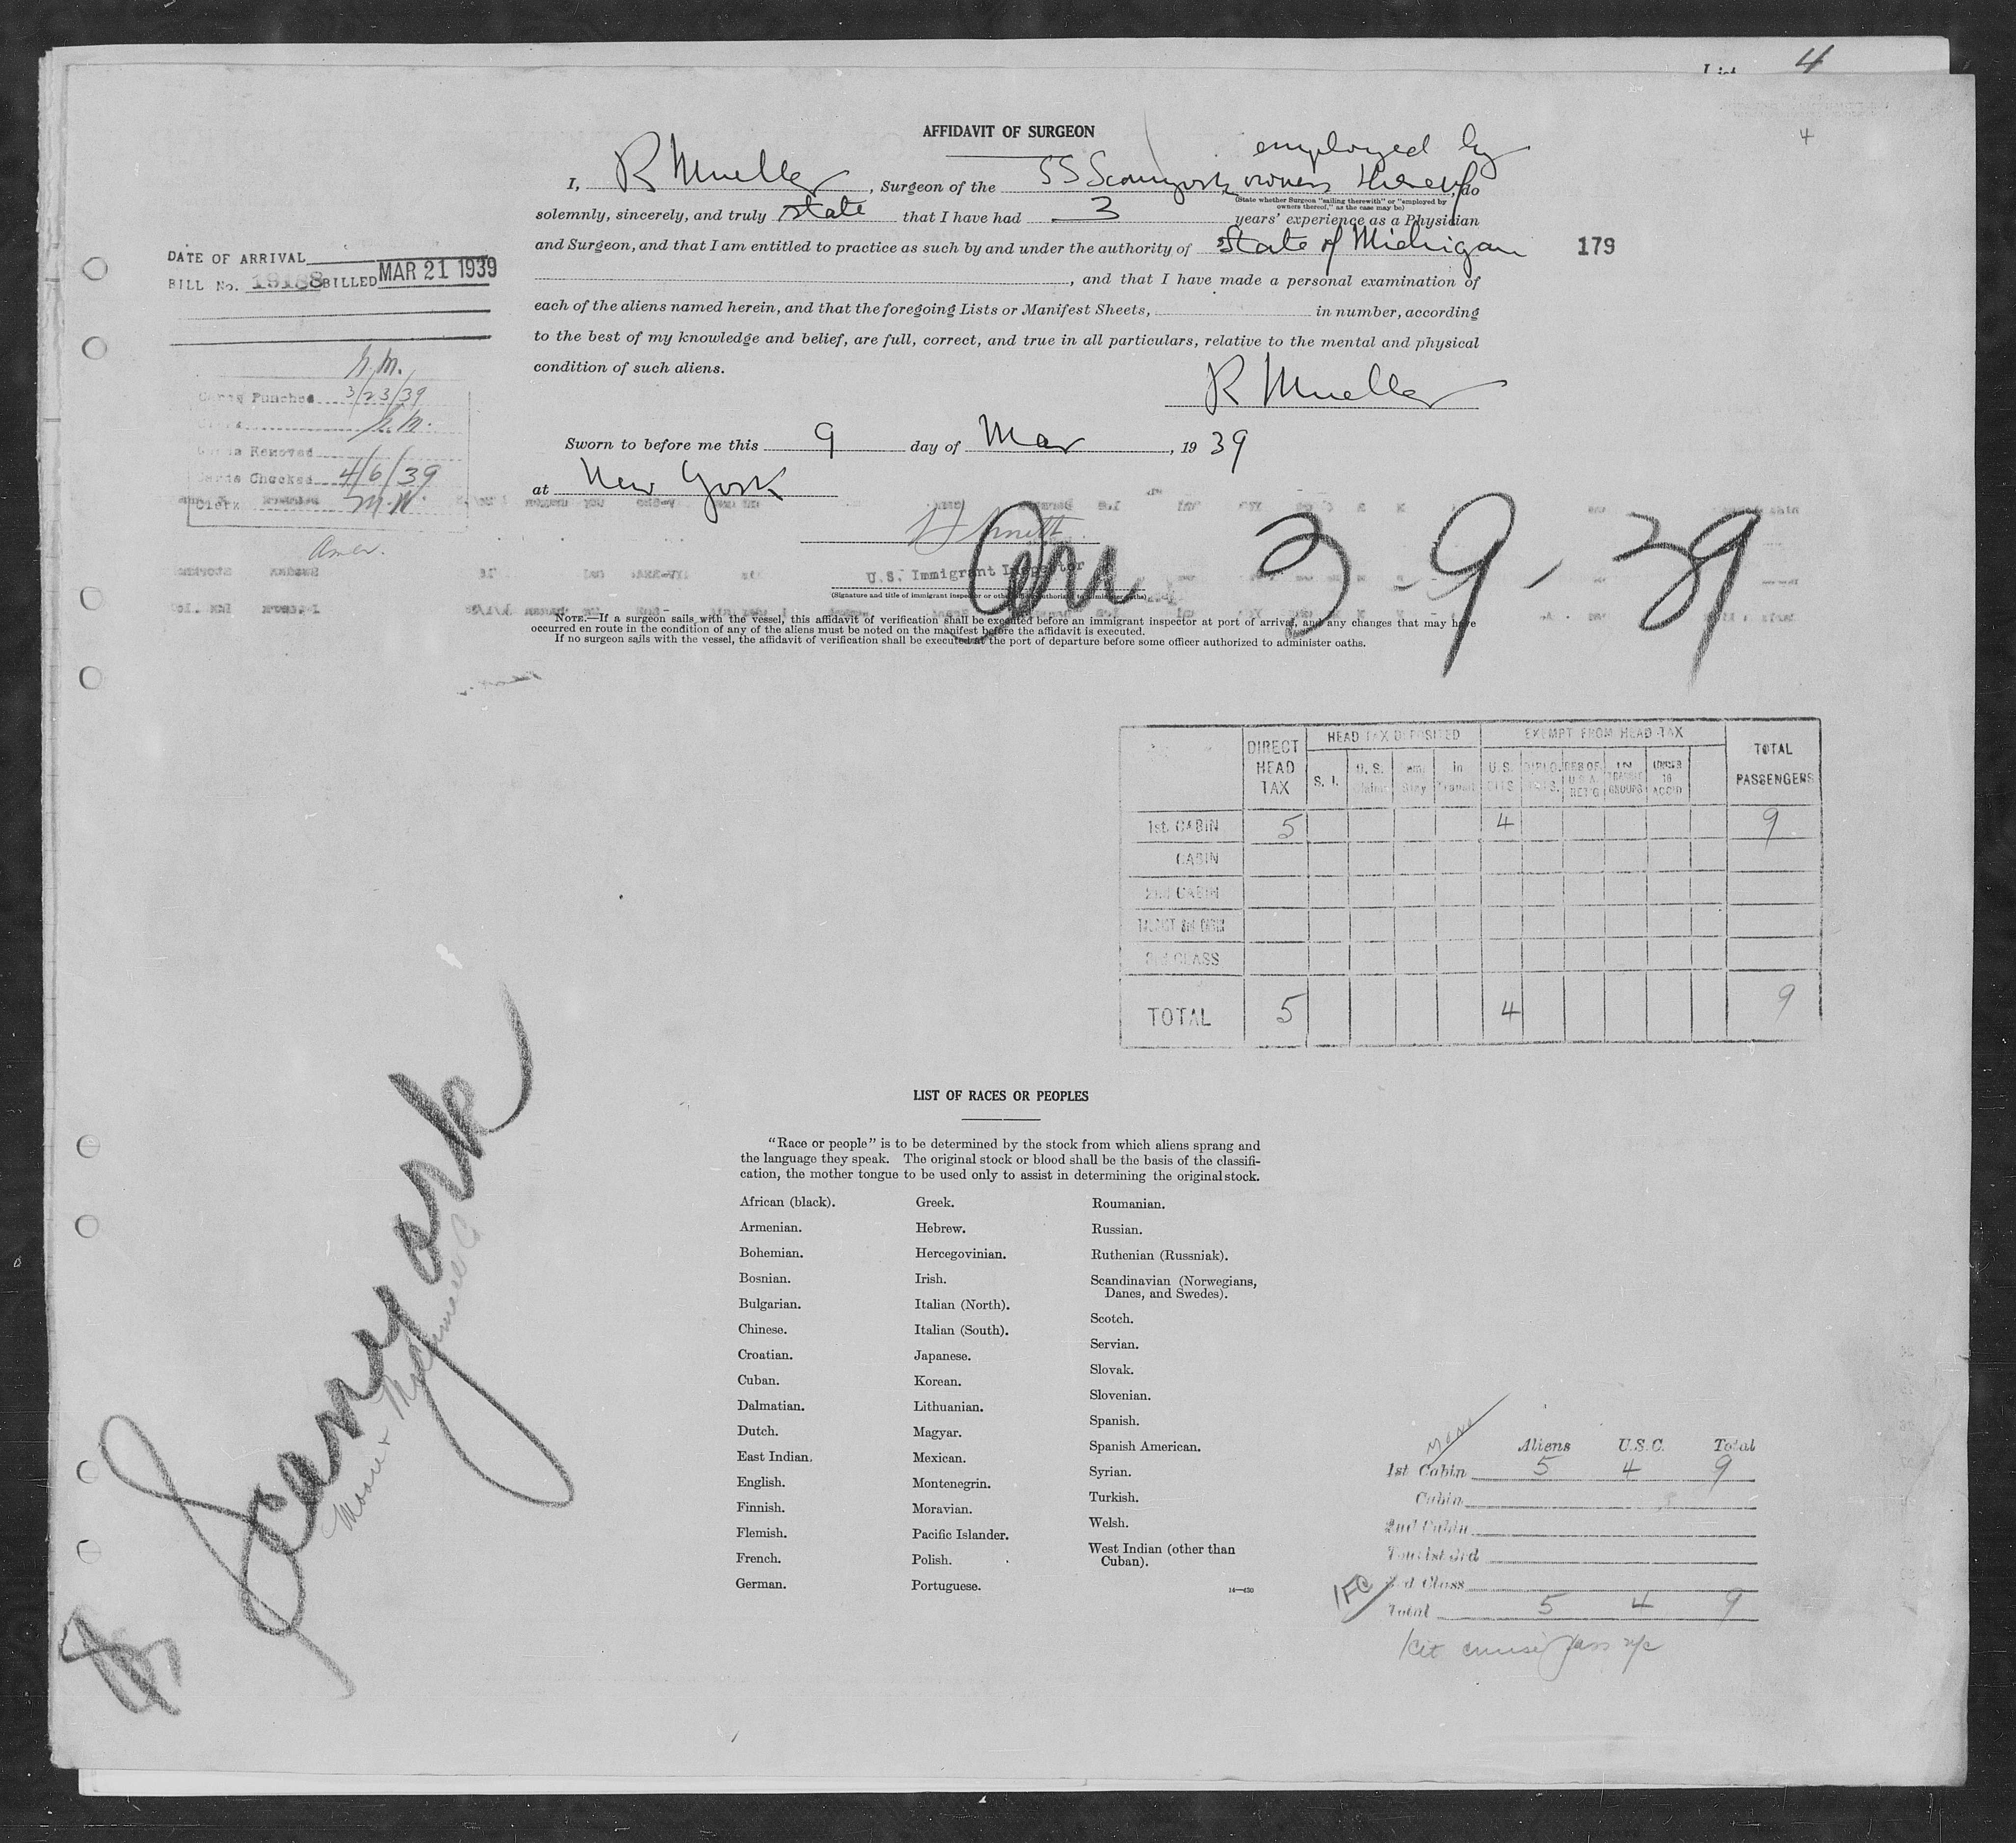 4
4
AFFIDAVIT OF SURGEON
employed by
I, R Mueller, Surgeon of the SS Scanyork, owners thereof, do
(State whether Surgeon "sailing therewith" or "employed by
owners thereof," as the case may be)
solemnly, sincerely, and truly state that I have had 3 years' experience as a Physician
and Surgeon, and that I am entitled to practice as such by and under the authority of State of Michigan
179
, and that I have made a personal examination of
each of the aliens named herein, and that the foregoing Lists or Manifest Sheets, in number, according
to the best of my knowledge and belief, are full, correct, and true in all particulars, relative to the mental and physical
condition of such aliens.
R Mueller
Sworn to before me this 9 day of Mar, 19 39
at New York
U.S. Immigrant Inspector
(Signature and title of immigrant inspector or other officer authorized to administer oaths)
3-9-39
NOTE.—If a surgeon sails with the vessel, this affidavit of verification shall be executed before an immigrant inspector at port of arrival, and any changes that may have
occurred en route in the condition of any of the aliens must be noted on the manifest before the affidavit is executed.
If no surgeon sails with the vessel, the affidavit of verification shall be executed at the port of departure before some officer authorized to administer oaths.
DATE OF ARRIVAL
BILL No. 19188 BILLED MAR 21 1939
Cards Punched 3/23/39
Cards Removed
Cards Checked 4/6/39
Clerk M.W.
DIRECT HEAD TAX
HEAD TAX DEPOSITED
EXEMPT FROM HEAD TAX
TOTAL PASSENGERS
S. I.
U. S.
in Transit
U.S. CITS
1st. CABIN 5 4 9
CABIN
2nd CABIN
TOURIST 3rd CABIN
3rd CLASS
TOTAL 5 4 9
Scanyork
LIST OF RACES OR PEOPLES
"Race or people" is to be determined by the stock from which aliens sprang and
the language they speak. The original stock or blood shall be the basis of the classifi-
cation, the mother tongue to be used only to assist in determining the original stock.
African (black).
Armenian.
Bohemian.
Bosnian.
Bulgarian.
Chinese.
Croatian.
Cuban.
Dalmatian.
Dutch.
East Indian.
English.
Finnish.
Flemish.
French.
German.
Greek.
Hebrew.
Hercegovinian.
Irish.
Italian (North).
Italian (South).
Japanese.
Korean.
Lithuanian.
Magyar.
Mexican.
Montenegrin.
Moravian.
Pacific Islander.
Polish.
Portuguese.
Roumanian.
Russian.
Ruthenian (Russniak).
Scandinavian (Norwegians,
Danes, and Swedes).
Scotch.
Servian.
Slovak.
Slovenian.
Spanish.
Spanish American.
Syrian.
Turkish.
Welsh.
West Indian (other than
Cuban).
14—430
Aliens U.S.C. Total
1st Cabin 5 4 9
Cabin
2nd Cabin
Tourist 3rd
3rd Class
Total 5 4 9